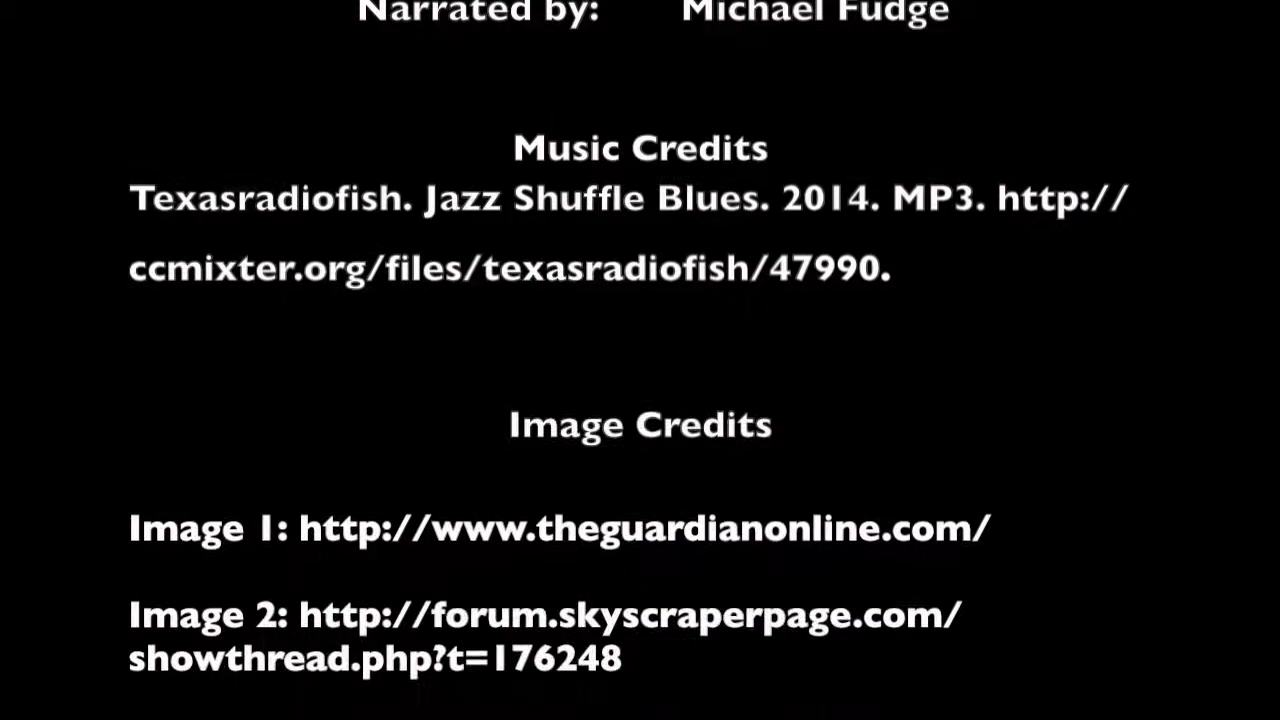 Narrated by: Michael Fudge
Music Credits
Texasradiofish. Jazz Shuffle Blues. 2014. MP3. http://
ccmixter.org/files/texasradiofish/47990.
Image Credits
Image 1: http://www.theguardianonline.com/
Image 2: http://forum.skyscraperpage.com/
showthread.php?t=176248